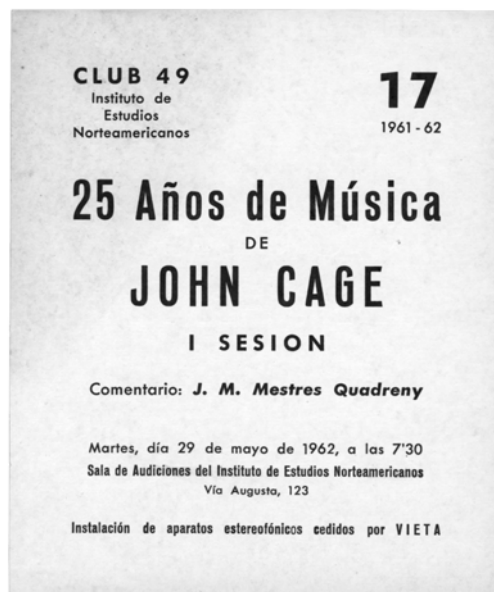 CLUB 49
Instituto de
Estudios
Norteamericanos
17
1961 - 62
25 Años de Música
DE
JOHN CAGE
I SESION
Comentario: J. M. Mestres Quadreny
Martes, día 29 de mayo de 1962, a las 7'30
Sala de Audiciones del Instituto de Estudios Norteamericanos
Vía Augusta, 123
Instalación de aparatos estereofónicos cedidos por VIETA